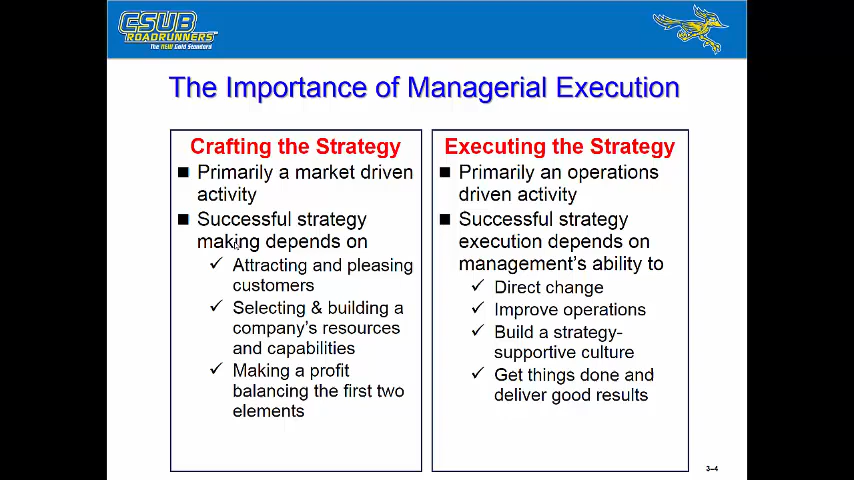 CSUB
ROADRUNNERS
The NEW Gold Standard
The Importance of Managerial Execution
Crafting the Strategy
Primarily a market driven
activity
Successful strategy
making depends on
Attracting and pleasing
customers
Selecting & building a
company's resources
and capabilities
Making a profit
balancing the first two
elements
Executing the Strategy
Primarily an operations
driven activity
Successful strategy
execution depends on
management's ability to
Direct change
Improve operations
Build a strategy-
supportive culture
Get things done and
deliver good results
3–4